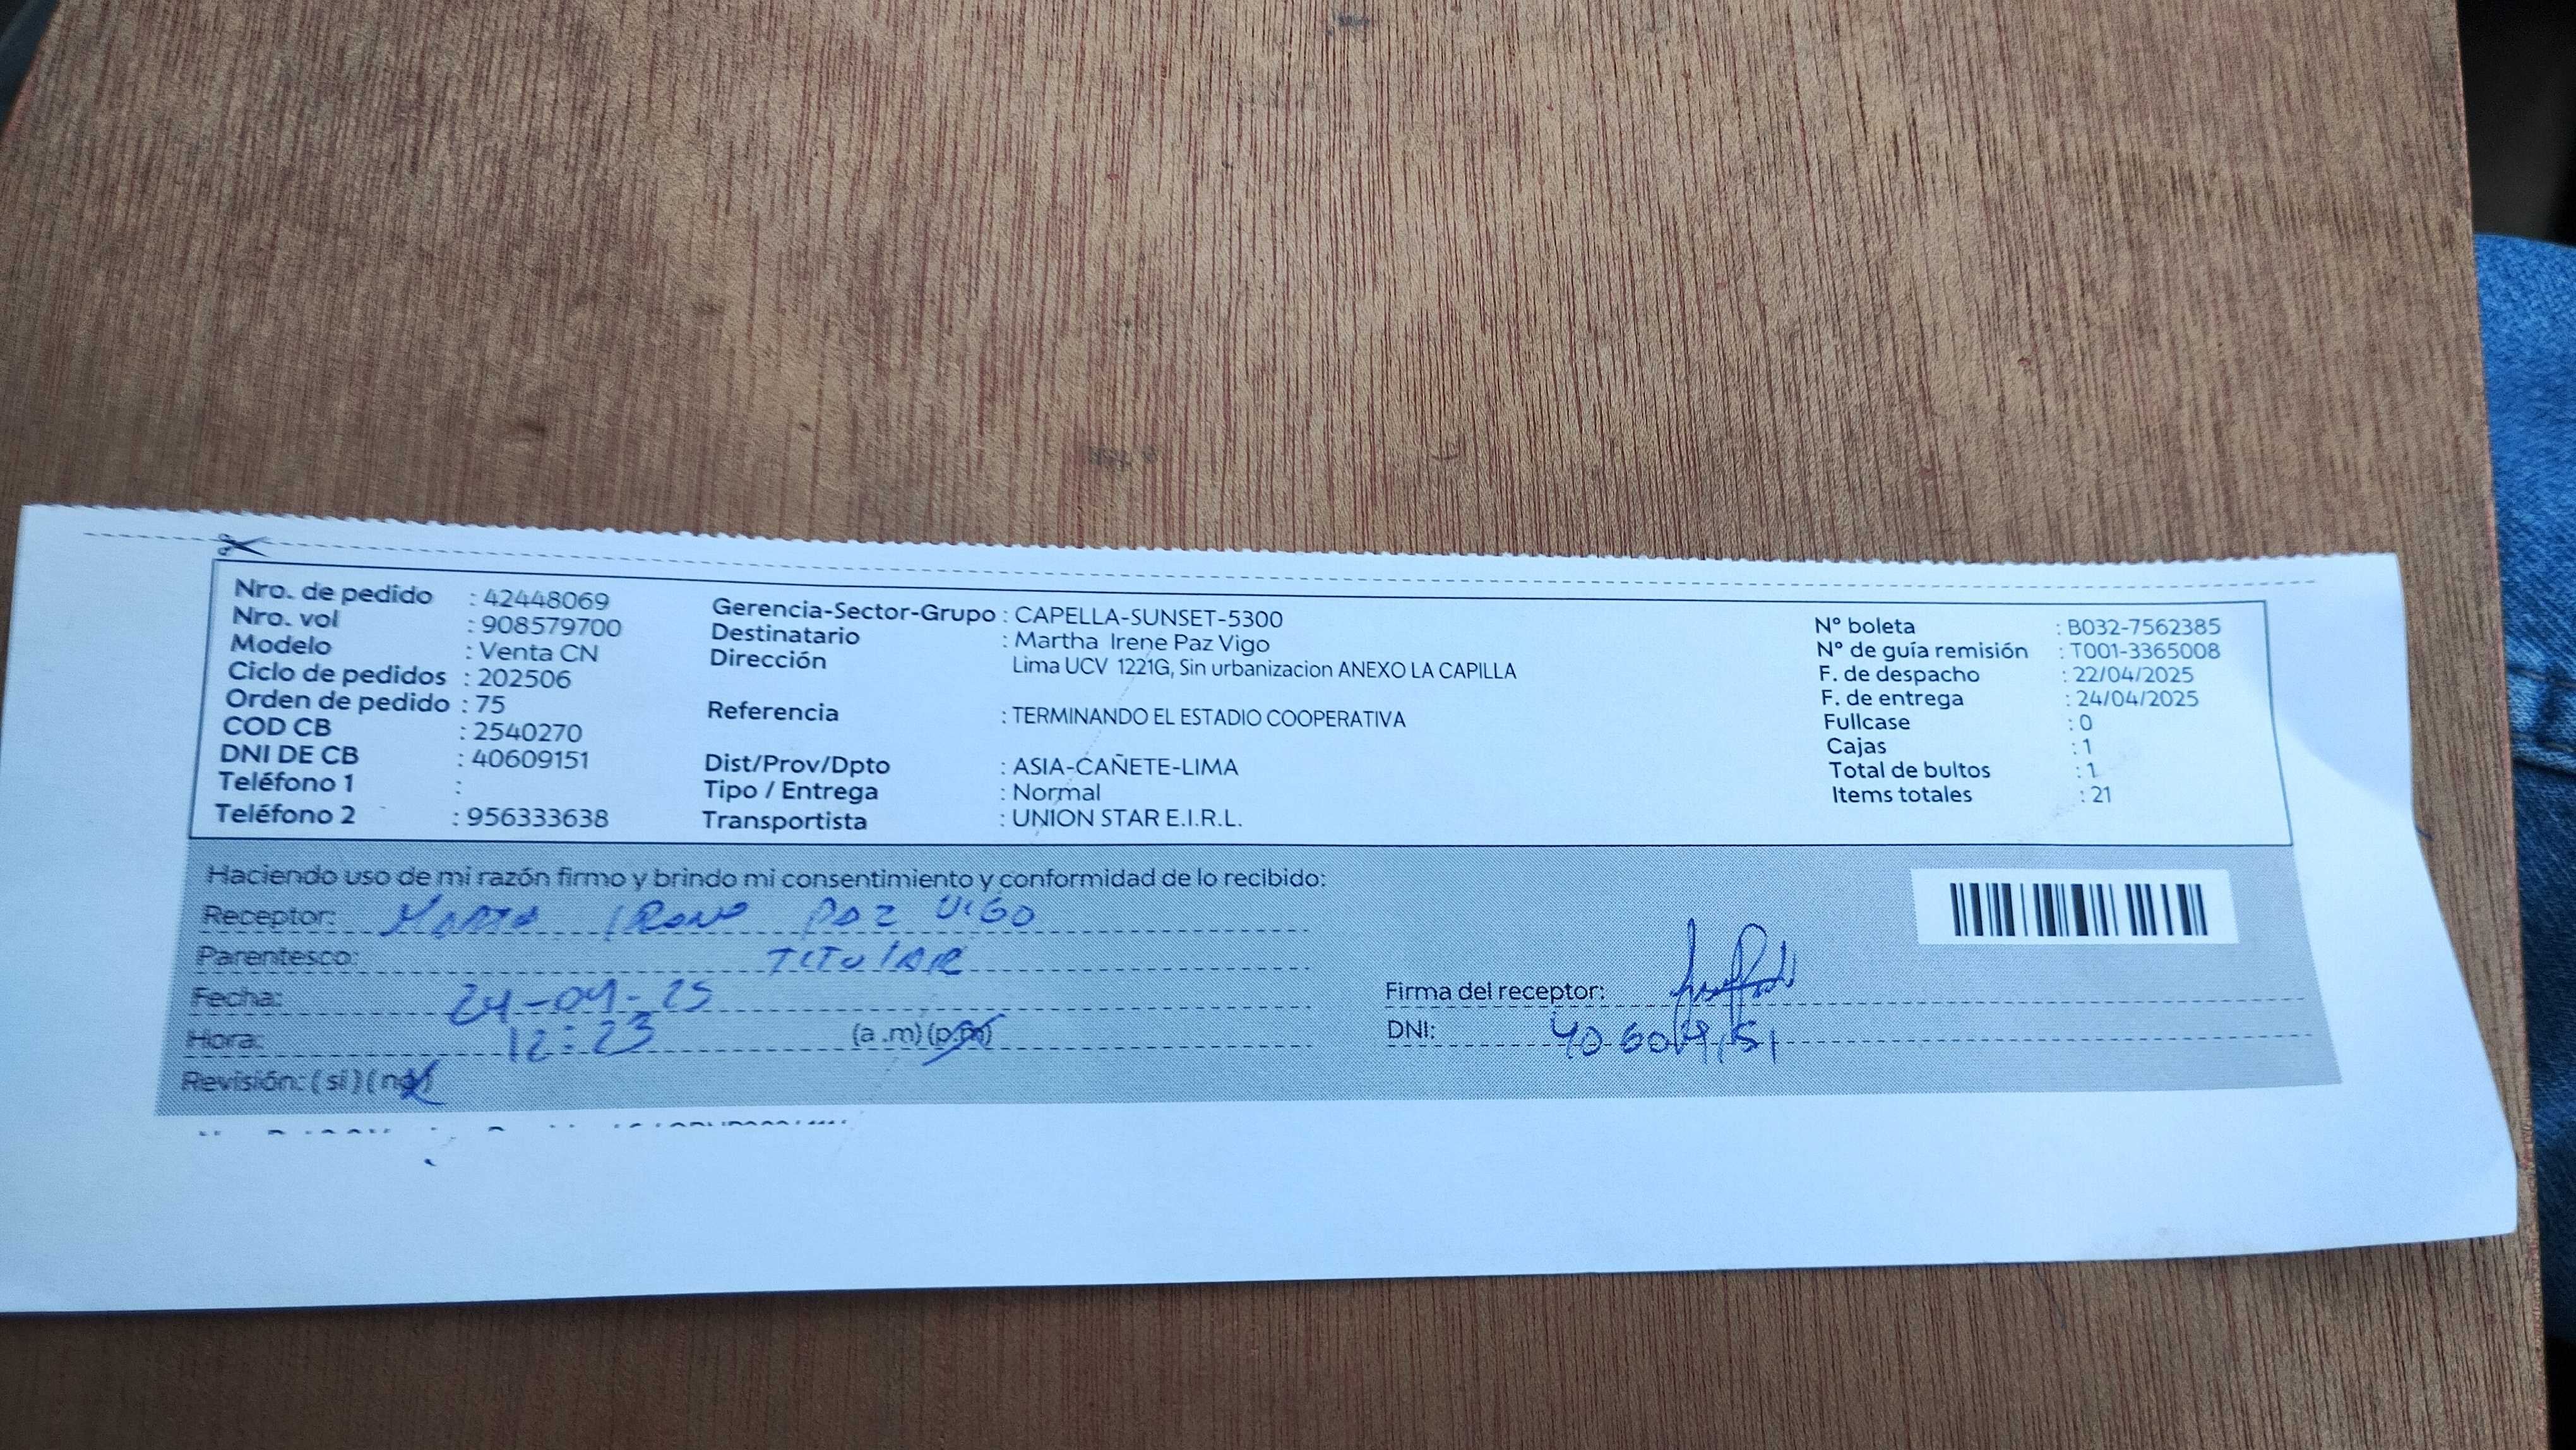 Nro. de pedido : 42448069
Nro. vol : 908579700
Modelo : Venta CN
Ciclo de pedidos : 202506
Orden de pedido : 75
COD CB : 2540270
DNI DE CB : 40609151
Teléfono 1 :
Teléfono 2 : 956333638
Gerencia-Sector-Grupo : CAPELLA-SUNSET-5300
Destinatario : Martha Irene Paz Vigo
Dirección Lima UCV 1221G, Sin urbanizacion ANEXO LA CAPILLA
Referencia : TERMINANDO EL ESTADIO COOPERATIVA
Dist/Prov/Dpto : ASIA-CAÑETE-LIMA
Tipo / Entrega : Normal
Transportista : UNION STAR E.I.R.L.
N° boleta : B032-7562385
N° de guía remisión : T001-3365008
F. de despacho : 22/04/2025
F. de entrega : 24/04/2025
Fullcase : 0
Cajas : 1
Total de bultos : 1
Items totales : 21
Haciendo uso de mi razón firmo y brindo mi consentimiento y conformidad de lo recibido:
Receptor: PAZ VIGO
Parentesco: TITULAR
Fecha: 24-04-25
Hora: 12:23 (a .m) (p.m)
Revisión: ( si ) ( no )
Firma del receptor:
DNI: 40609151